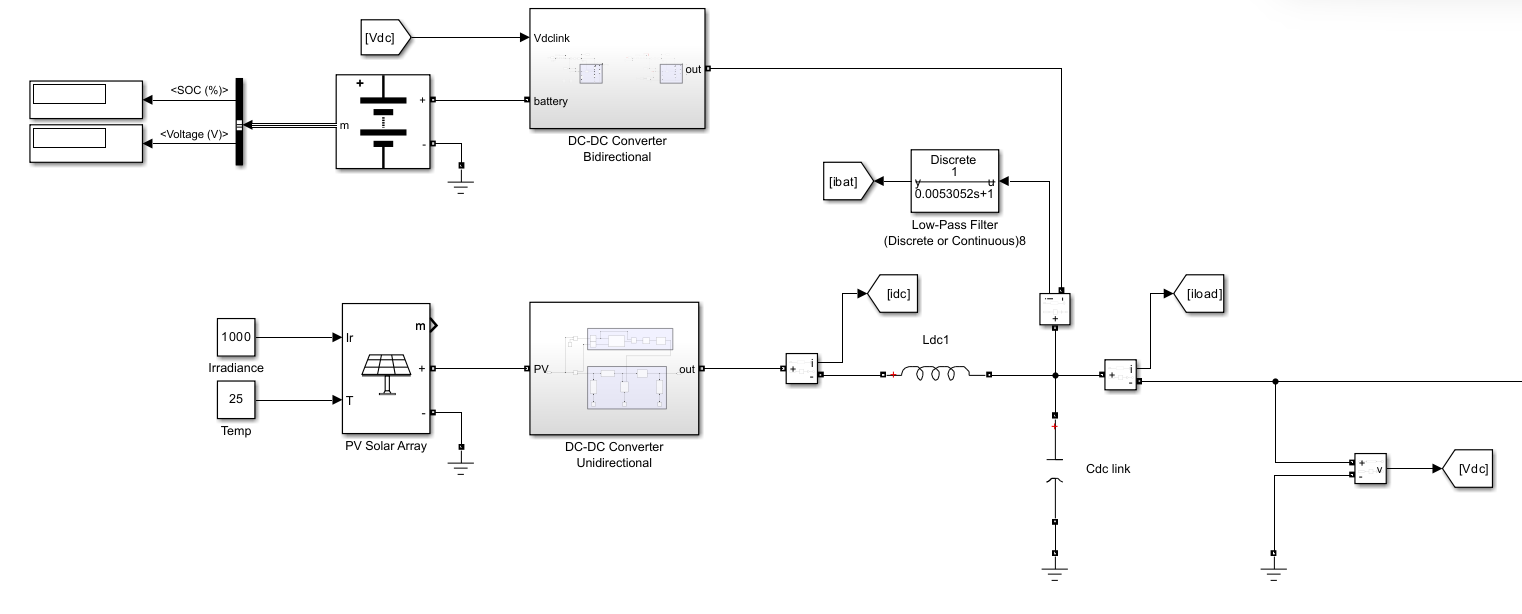 [Vdc]
Vdclink
out
battery
DC-DC Converter
Bidirectional
<SOC (%)>
<Voltage (V)>
+
m
+
-
[ibat]
Discrete
1
y
u
0.0053052s+1
Low-Pass Filter
(Discrete or Continuous)8
1000
Irradiance
25
Temp
Ir
T
m
+
-
PV Solar Array
PV
out
DC-DC Converter
Unidirectional
[idc]
+
i
-
Ldc1
+
i
-
+
[iload]
+
i
-
+
Cdc link
+
-
v
[Vdc]